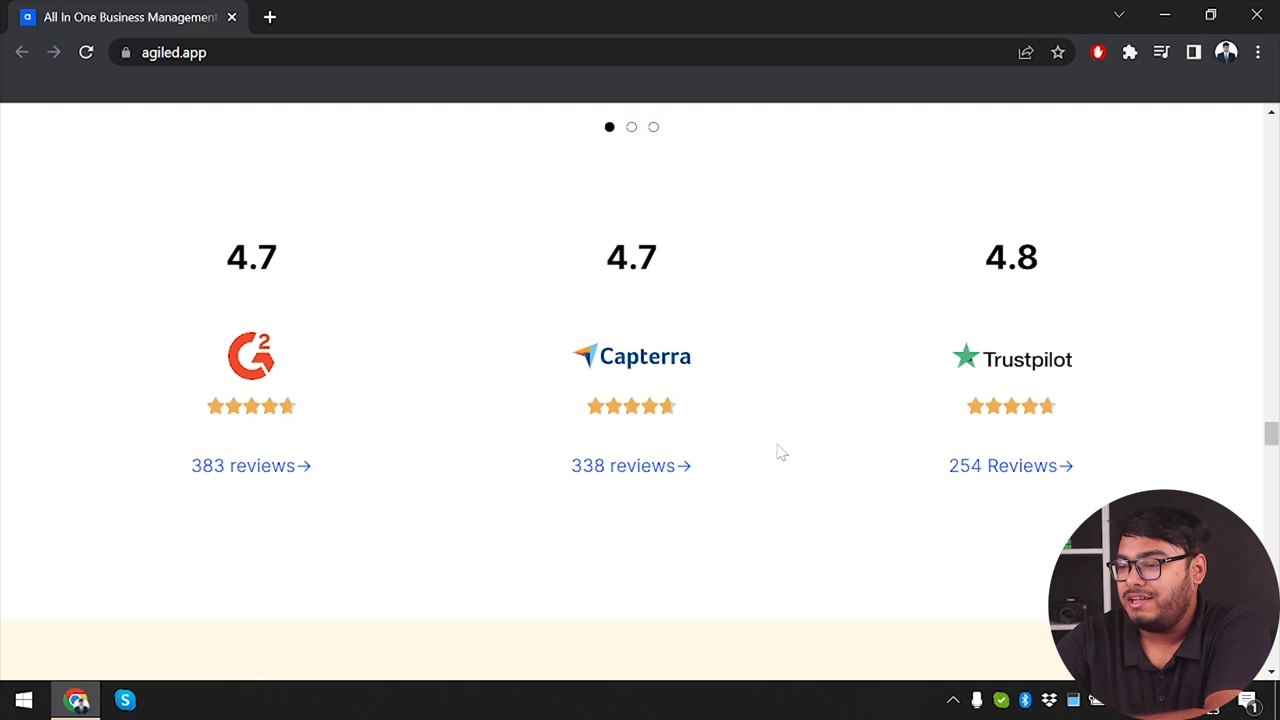 All In One Business Management
agiled.app
4.7
4.7
4.8
G2
Capterra
Trustpilot
383 reviews→
338 reviews→
254 Reviews→